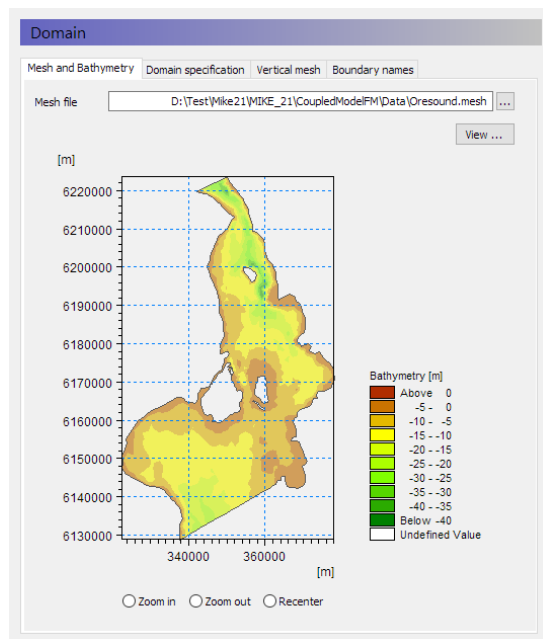 Domain
Mesh and Bathymetry Domain specification Vertical mesh Boundary names
Mesh file D:\Test\Mike21\MIKE_21\CoupledModelFM\Data\Oresound.mesh ...
View ...
[m]
6220000
6210000
6200000
6190000
6180000
6170000
6160000
6150000
6140000
6130000
340000 360000
[m]
Bathymetry [m]
Above 0
-5 - 0
-10 - -5
-15 - -10
-20 - -15
-25 - -20
-30 - -25
-35 - -30
-40 - -35
Below -40
Undefined Value
Zoom in Zoom out Recenter